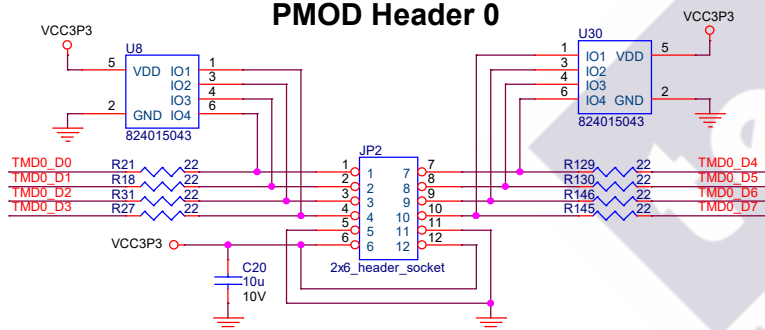 PMOD Header 0
VCC3P3
VCC3P3
U8
U30
5 VDD IO1 1
IO2 3
IO3 4
2 GND IO4 6
824015043
1 IO1 VDD 5
3 IO2
4 IO3
6 IO4 GND 2
824015043
JP2
TMD0_D0 R21 22 1 1 7 7 R129 22 TMD0_D4
TMD0_D1 R18 22 2 2 8 8 R130 22 TMD0_D5
TMD0_D2 R31 22 3 3 9 9 R146 22 TMD0_D6
TMD0_D3 R27 22 4 4 10 10 R145 22 TMD0_D7
5 5 11 11
VCC3P3 6 6 12 12
2x6_header_socket
C20
10u
10V